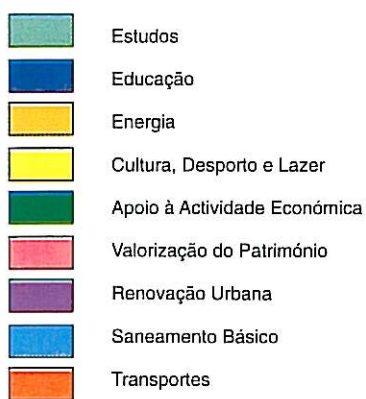 Estudos
Educação
Energia
Cultura, Desporto e Lazer
Apoio à Actividade Económica
Valorização do Património
Renovação Urbana
Saneamento Básico
Transportes